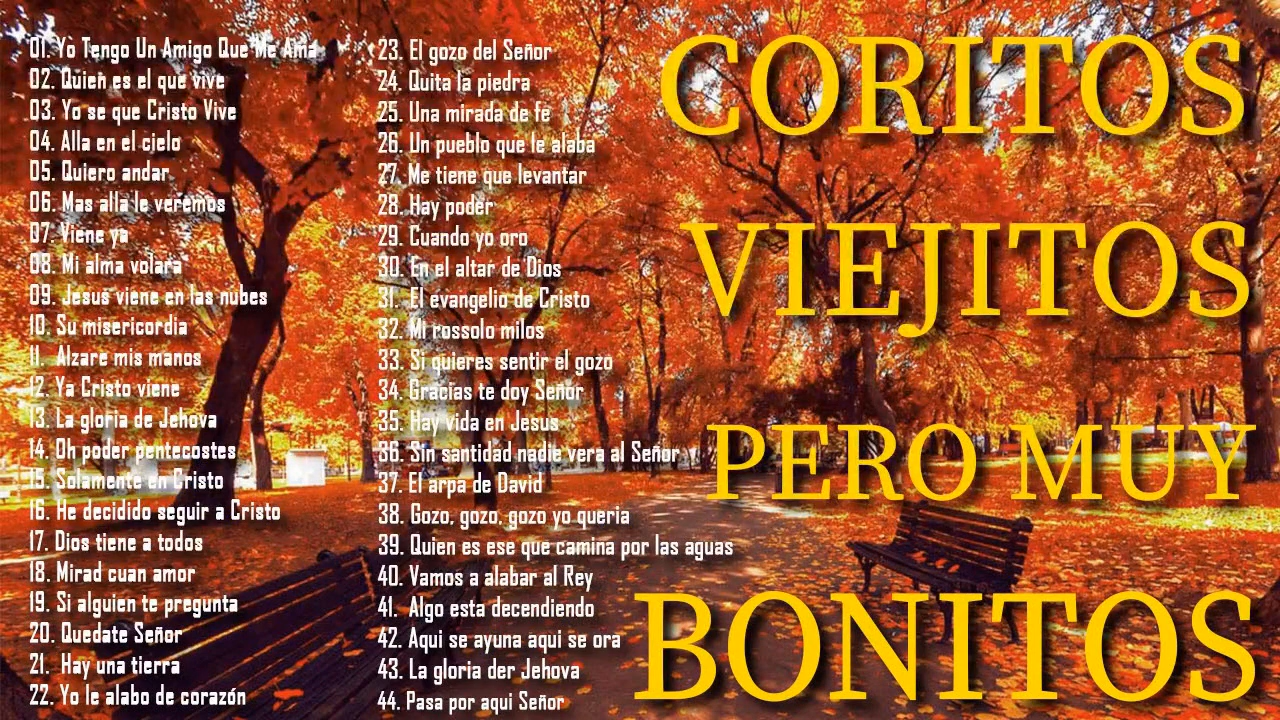 01. Yo Tengo Un Amigo Que Me Ama
02. Quien es el que vive
03. Yo se que Cristo Vive
04. Alla en el cielo
05. Quiero andar
06. Mas alla le veremos
07. Viene ya
08. Mi alma volara
09. Jesus viene en las nubes
10. Su misericordia
11. Alzare mis manos
12. Ya Cristo viene
13. La gloria de Jehova
14. Oh poder pentecostes
15. Solamente en Cristo
16. He decidido seguir a Cristo
17. Dios tiene a todos
18. Mirad cuan amor
19. Si alguien te pregunta
20. Quedate Señor
21. Hay una tierra
22. Yo le alabo de corazón
23. El gozo del Señor
24. Quita la piedra
25. Una mirada de fe
26. Un pueblo que le alaba
27. Me tiene que levantar
28. Hay poder
29. Cuando yo oro
30. En el altar de Dios
31. El evangelio de Cristo
32. Mi rossolo milos
33. Si quieres sentir el gozo
34. Gracias te doy Señor
35. Hay vida en Jesus
36. Sin santidad nadie vera al Señor
37. El arpa de David
38. Gozo, gozo, gozo yo queria
39. Quien es ese que camina por las aguas
40. Vamos a alabar al Rey
41. Algo esta decendiendo
42. Aqui se ayuna aqui se ora
43. La gloria der Jehova
44. Pasa por aqui Señor
CORITOS
VIEJITOS
PERO MUY
BONITOS